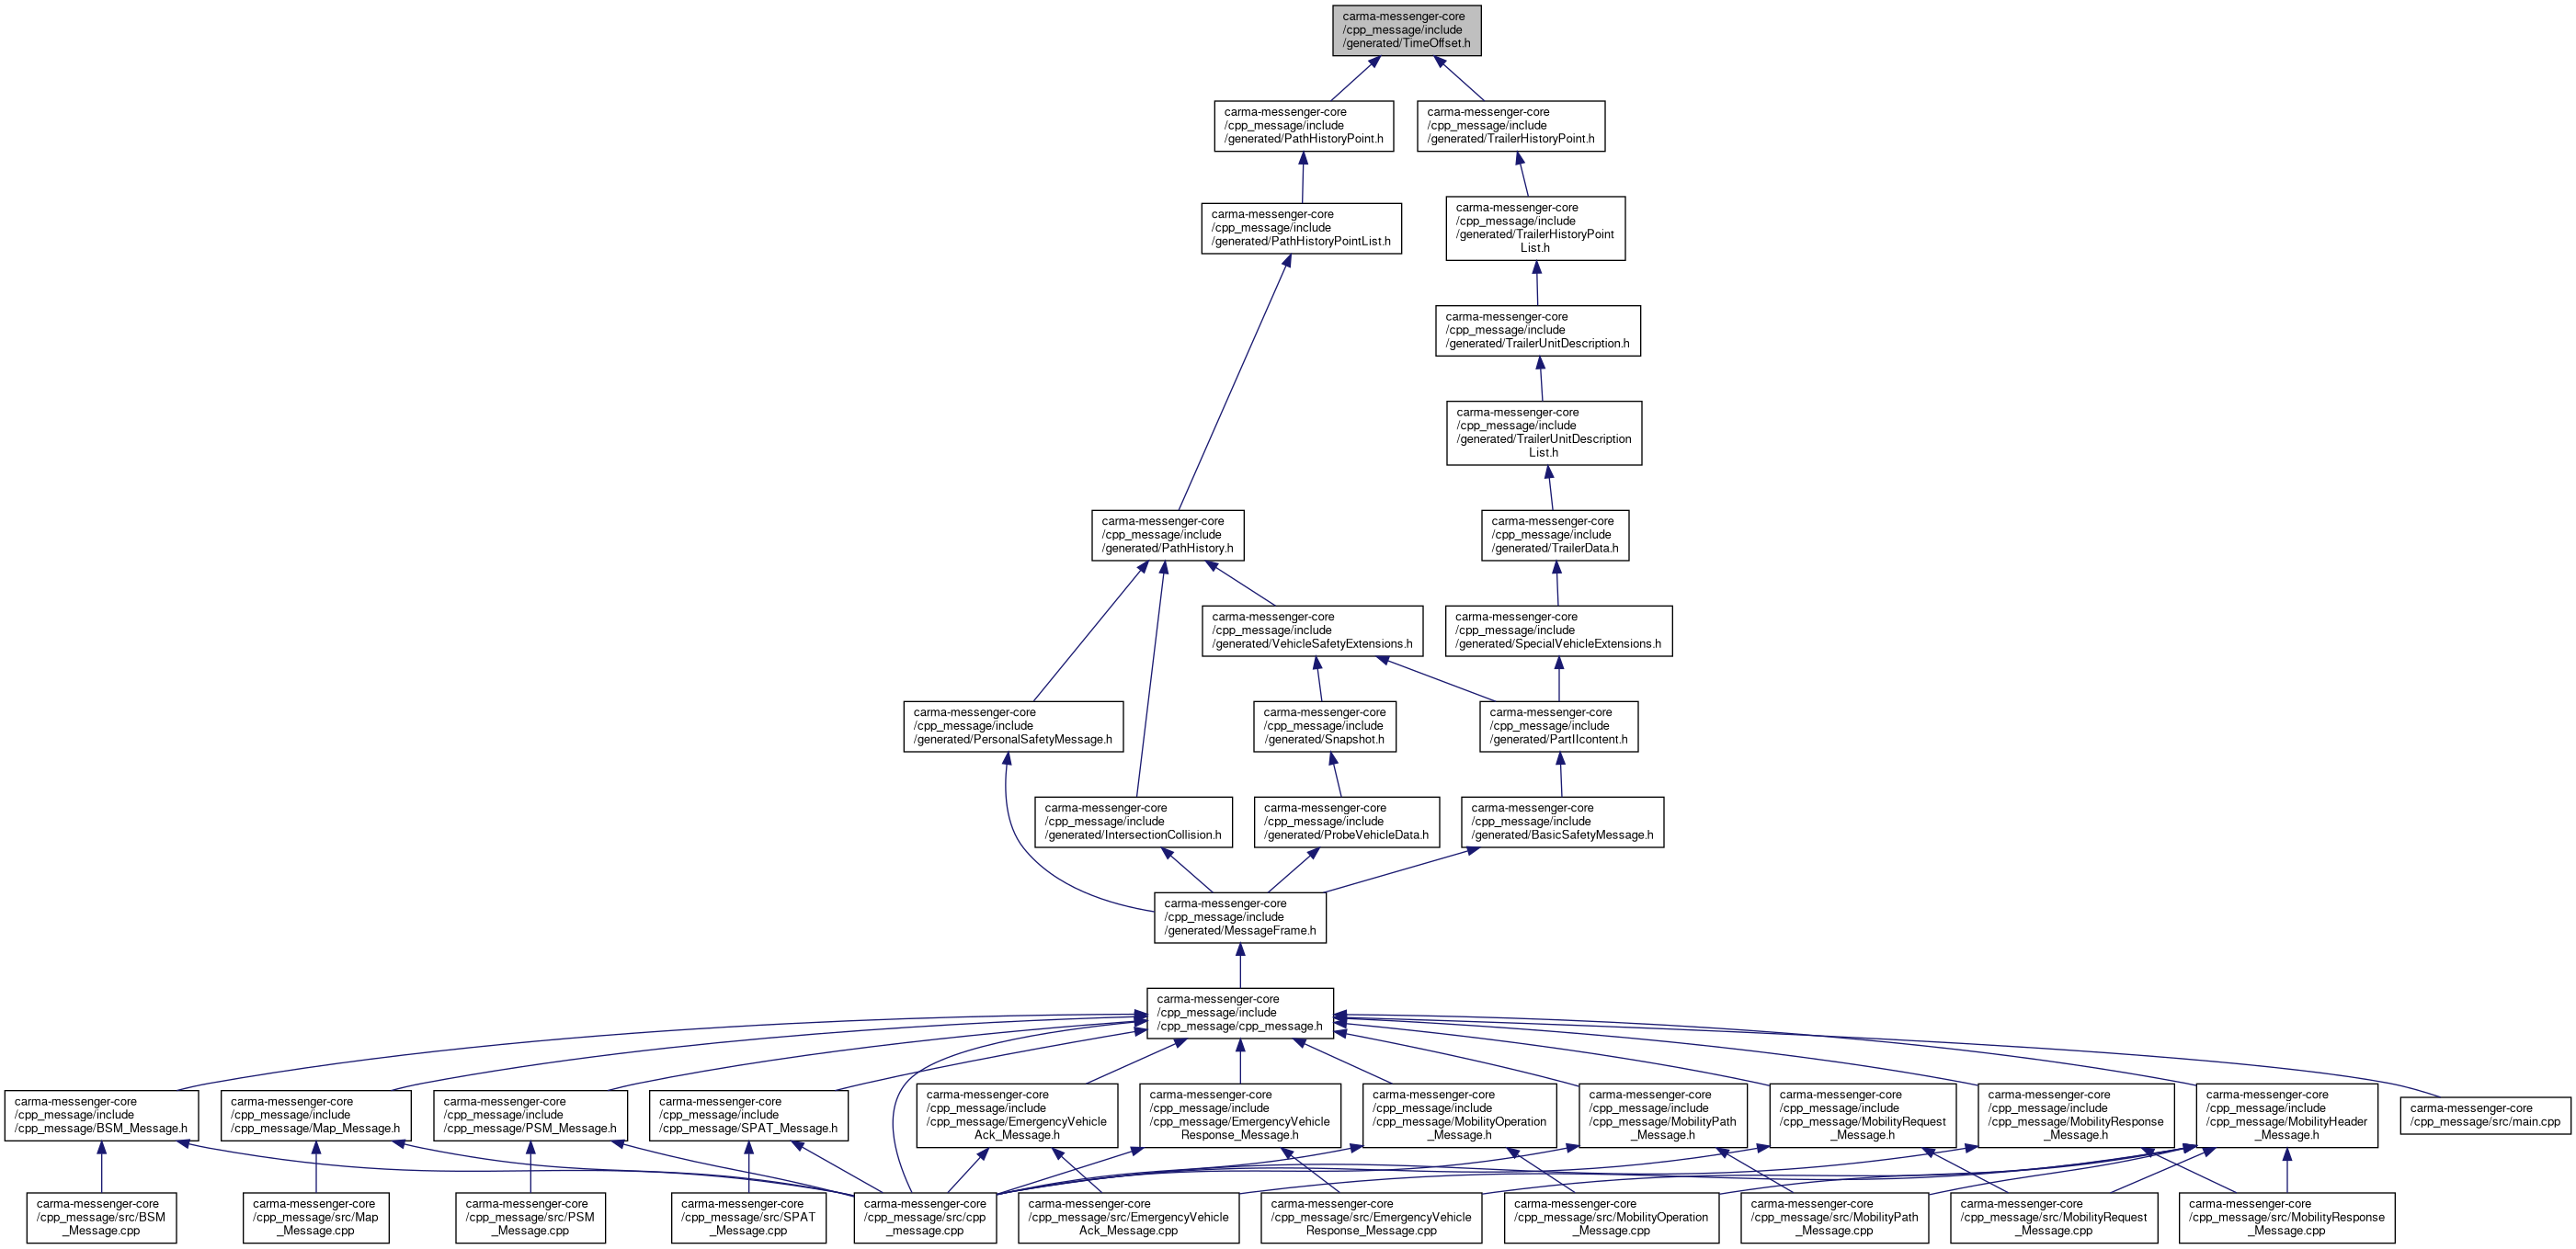 carma-messenger-core
/cpp_message/include
/generated/TimeOffset.h
carma-messenger-core
/cpp_message/include
/generated/PathHistoryPoint.h
carma-messenger-core
/cpp_message/include
/generated/TrailerHistoryPoint.h
carma-messenger-core
/cpp_message/include
/generated/PathHistoryPointList.h
carma-messenger-core
/cpp_message/include
/generated/TrailerHistoryPoint
List.h
carma-messenger-core
/cpp_message/include
/generated/TrailerUnitDescription.h
carma-messenger-core
/cpp_message/include
/generated/TrailerUnitDescription
List.h
carma-messenger-core
/cpp_message/include
/generated/PathHistory.h
carma-messenger-core
/cpp_message/include
/generated/TrailerData.h
carma-messenger-core
/cpp_message/include
/generated/VehicleSafetyExtensions.h
carma-messenger-core
/cpp_message/include
/generated/SpecialVehicleExtensions.h
carma-messenger-core
/cpp_message/include
/generated/PersonalSafetyMessage.h
carma-messenger-core
/cpp_message/include
/generated/Snapshot.h
carma-messenger-core
/cpp_message/include
/generated/PartIIcontent.h
carma-messenger-core
/cpp_message/include
/generated/IntersectionCollision.h
carma-messenger-core
/cpp_message/include
/generated/ProbeVehicleData.h
carma-messenger-core
/cpp_message/include
/generated/BasicSafetyMessage.h
carma-messenger-core
/cpp_message/include
/generated/MessageFrame.h
carma-messenger-core
/cpp_message/include
/cpp_message/cpp_message.h
carma-messenger-core
/cpp_message/include
/cpp_message/BSM_Message.h
carma-messenger-core
/cpp_message/include
/cpp_message/Map_Message.h
carma-messenger-core
/cpp_message/include
/cpp_message/PSM_Message.h
carma-messenger-core
/cpp_message/include
/cpp_message/SPAT_Message.h
carma-messenger-core
/cpp_message/include
/cpp_message/EmergencyVehicle
Ack_Message.h
carma-messenger-core
/cpp_message/include
/cpp_message/EmergencyVehicle
Response_Message.h
carma-messenger-core
/cpp_message/include
/cpp_message/MobilityOperation
_Message.h
carma-messenger-core
/cpp_message/include
/cpp_message/MobilityPath
_Message.h
carma-messenger-core
/cpp_message/include
/cpp_message/MobilityRequest
_Message.h
carma-messenger-core
/cpp_message/include
/cpp_message/MobilityResponse
_Message.h
carma-messenger-core
/cpp_message/include
/cpp_message/MobilityHeader
_Message.h
carma-messenger-core
/cpp_message/src/main.cpp
carma-messenger-core
/cpp_message/src/BSM
_Message.cpp
carma-messenger-core
/cpp_message/src/Map
_Message.cpp
carma-messenger-core
/cpp_message/src/PSM
_Message.cpp
carma-messenger-core
/cpp_message/src/SPAT
_Message.cpp
carma-messenger-core
/cpp_message/src/cpp
_message.cpp
carma-messenger-core
/cpp_message/src/EmergencyVehicle
Ack_Message.cpp
carma-messenger-core
/cpp_message/src/EmergencyVehicle
Response_Message.cpp
carma-messenger-core
/cpp_message/src/MobilityOperation
_Message.cpp
carma-messenger-core
/cpp_message/src/MobilityPath
_Message.cpp
carma-messenger-core
/cpp_message/src/MobilityRequest
_Message.cpp
carma-messenger-core
/cpp_message/src/MobilityResponse
_Message.cpp